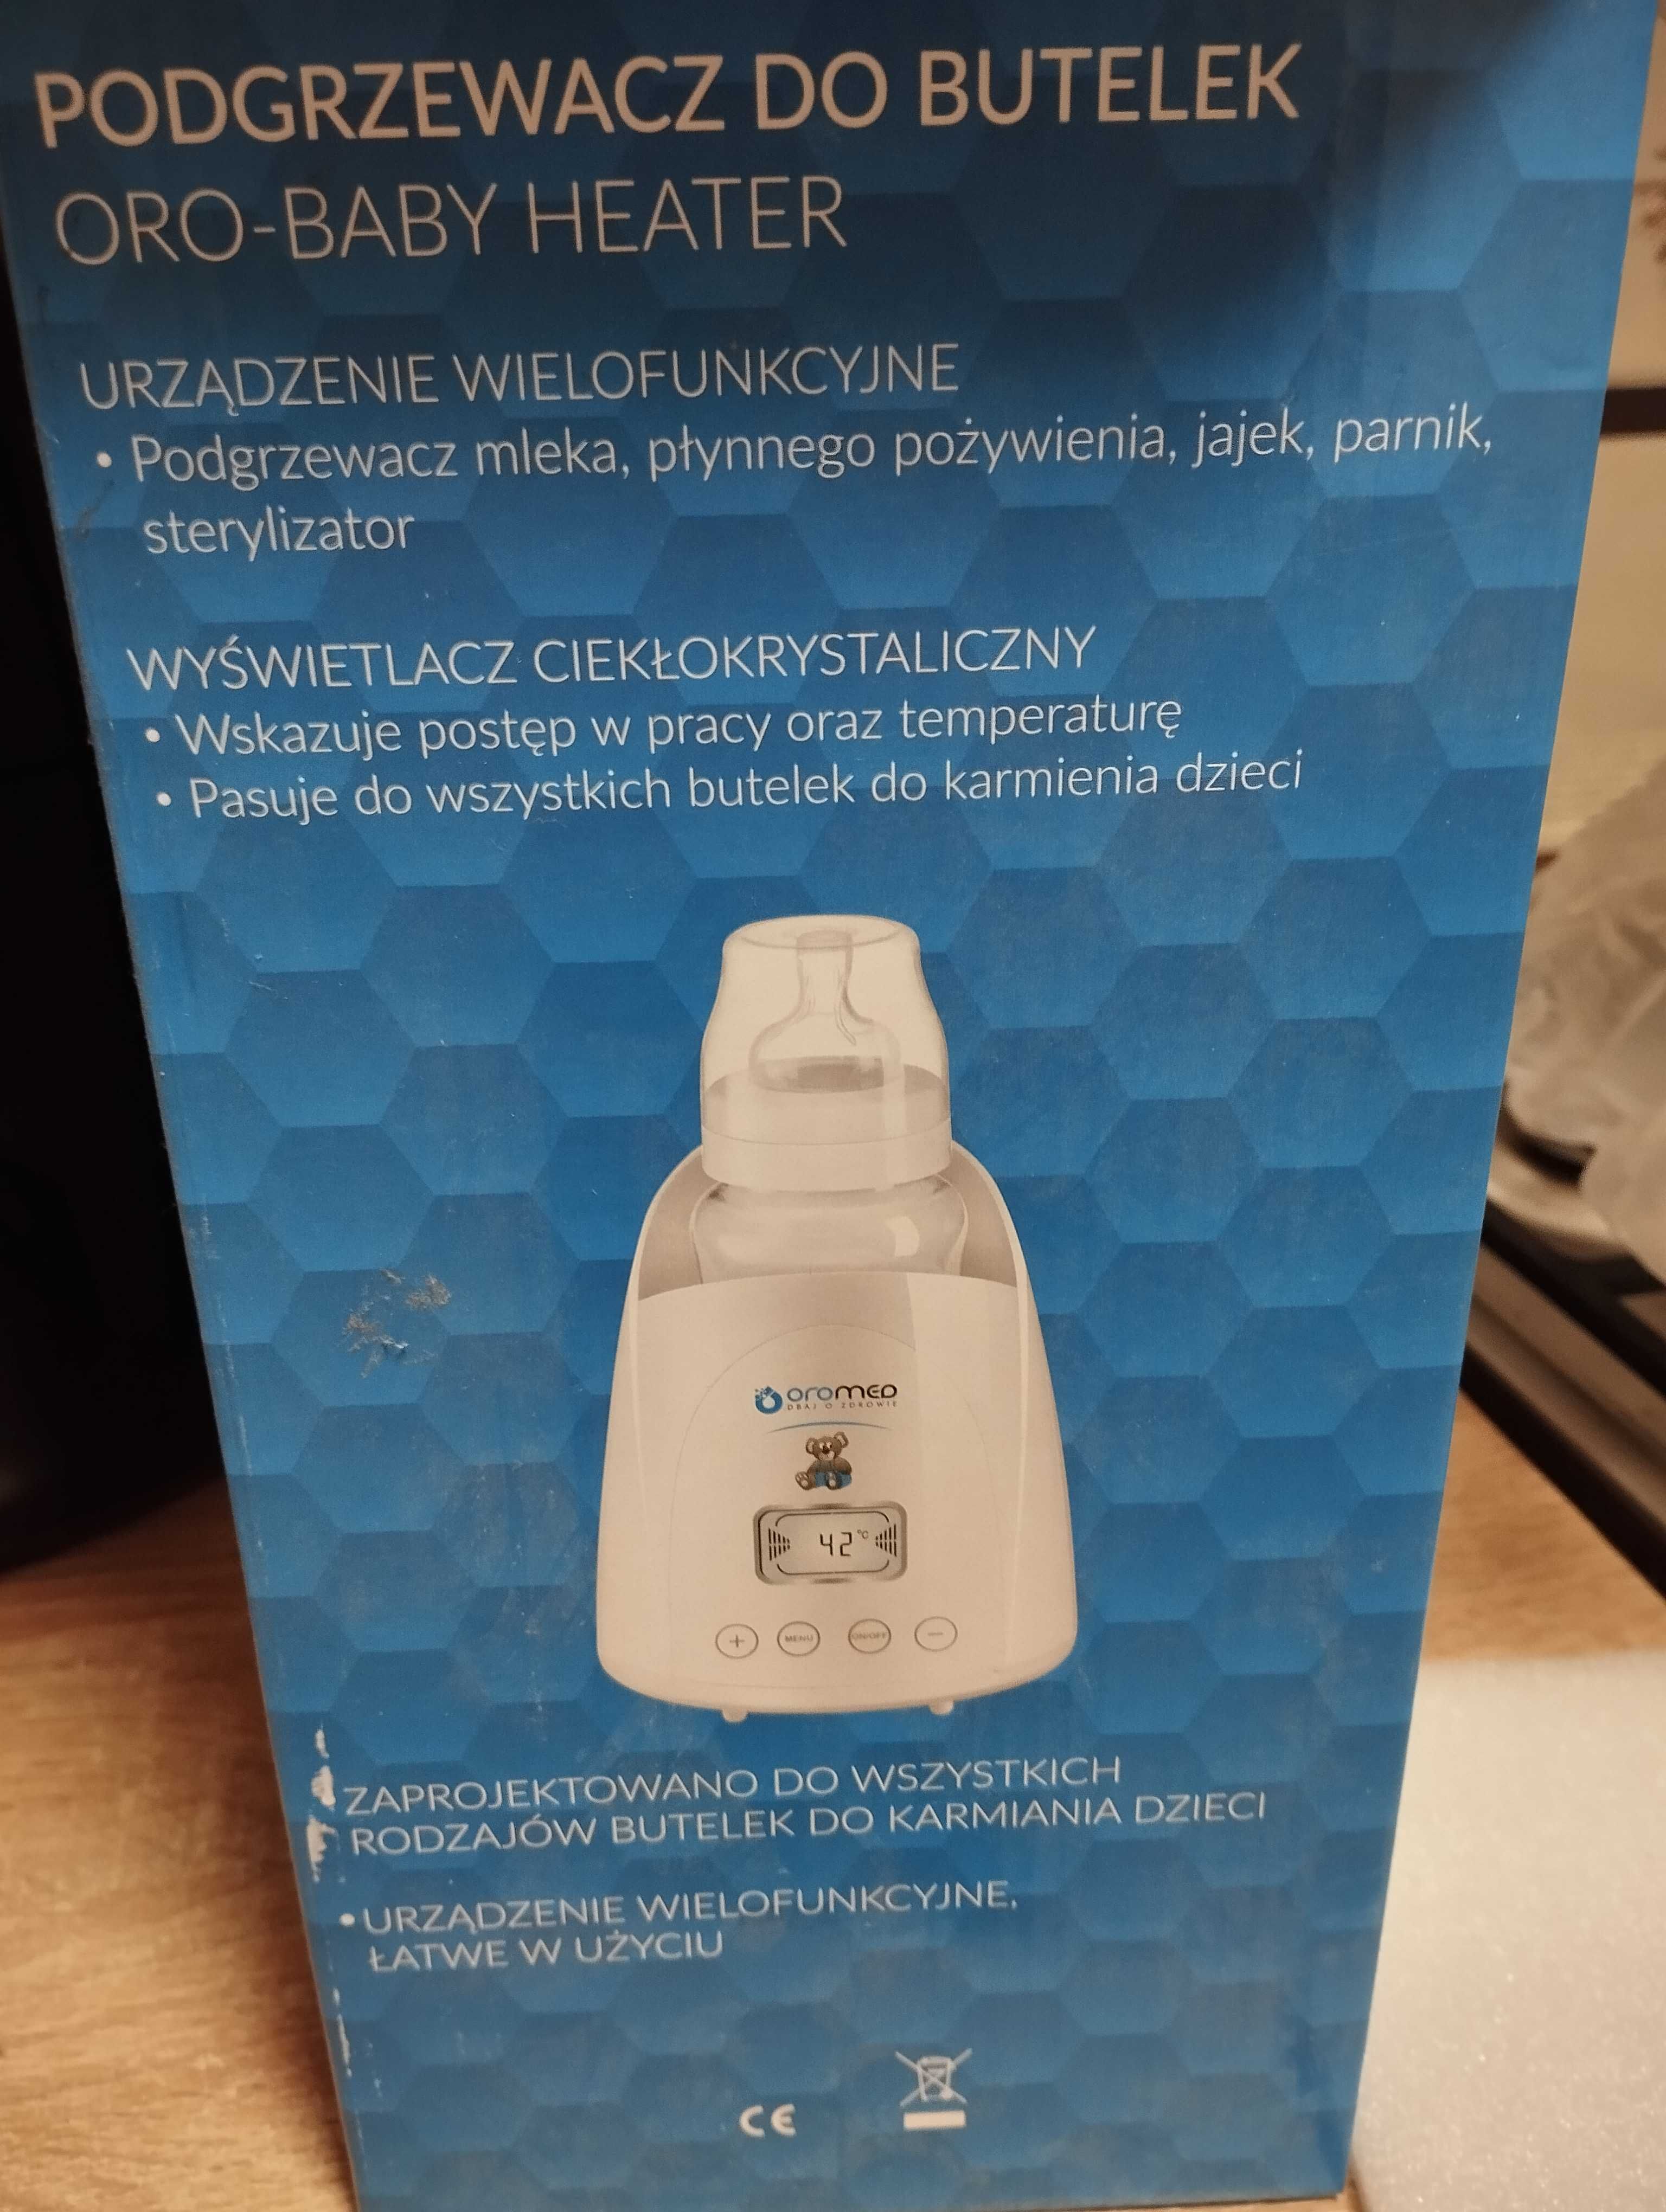 PODGRZEWACZ DO BUTELEK
ORO-BABY HEATER
URZĄDZENIE WIELOFUNKCYJNE
• Podgrzewacz mleka, płynnego pożywienia, jajek, parnik,
sterylizator
WYŚWIETLACZ CIEKŁOKRYSTALICZNY
• Wskazuje postęp w pracy oraz temperaturę
• Pasuje do wszystkich butelek do karmienia dzieci
oromed
DBAJ O ZDROWIE
42°C
+ MENU ON/OFF −
ZAPROJEKTOWANO DO WSZYSTKICH
RODZAJÓW BUTELEK DO KARMIANIA DZIECI
• URZĄDZENIE WIELOFUNKCYJNE,
ŁATWE W UŻYCIU
CE